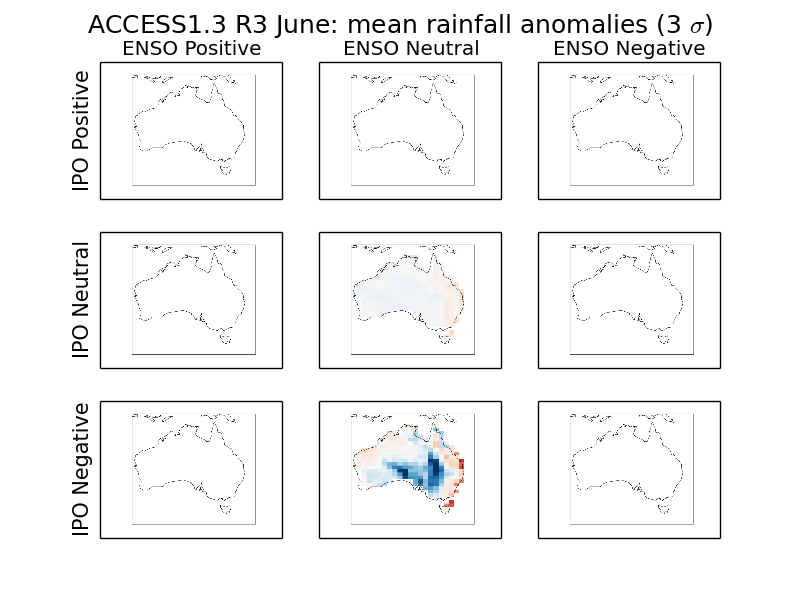 ACCESS1.3 R3 June: mean rainfall anomalies (3 σ)
ENSO Positive
ENSO Neutral
ENSO Negative
IPO Positive
IPO Neutral
IPO Negative